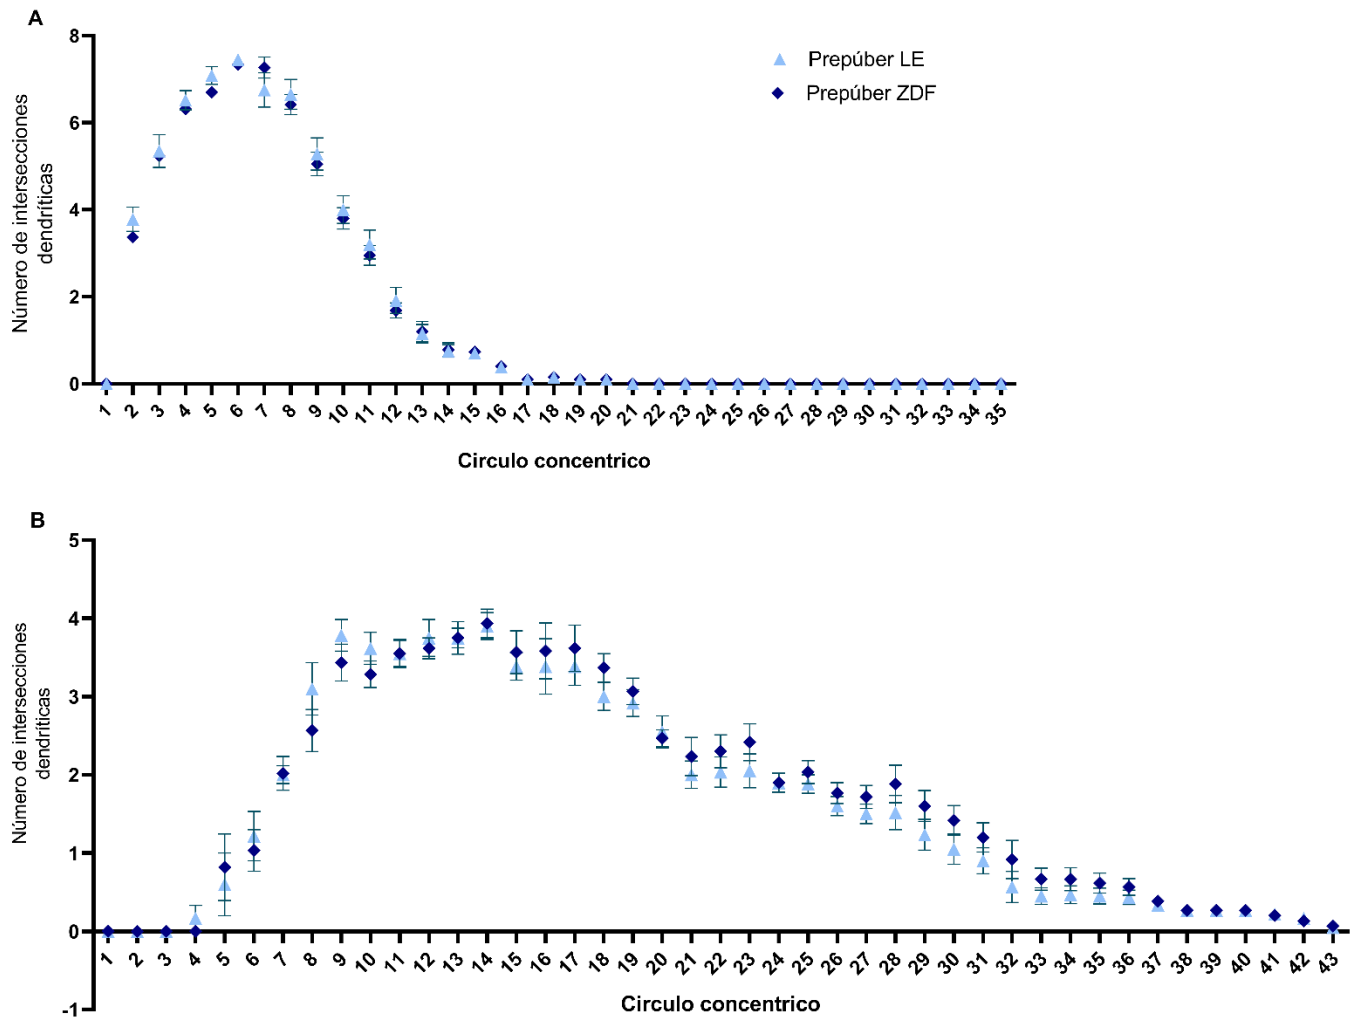 A
8
6
4
2
0
Número de intersecciones
dendríticas
Prepúber LE
Prepúber ZDF
1 2 3 4 5 6 7 8 9 10 11 12 13 14 15 16 17 18 19 20 21 22 23 24 25 26 27 28 29 30 31 32 33 34 35
Circulo concentrico
B
5
4
3
2
1
0
-1
Número de intersecciones
dendríticas
1 2 3 4 5 6 7 8 9 10 11 12 13 14 15 16 17 18 19 20 21 22 23 24 25 26 27 28 29 30 31 32 33 34 35 36 37 38 39 40 41 42 43
Circulo concentrico